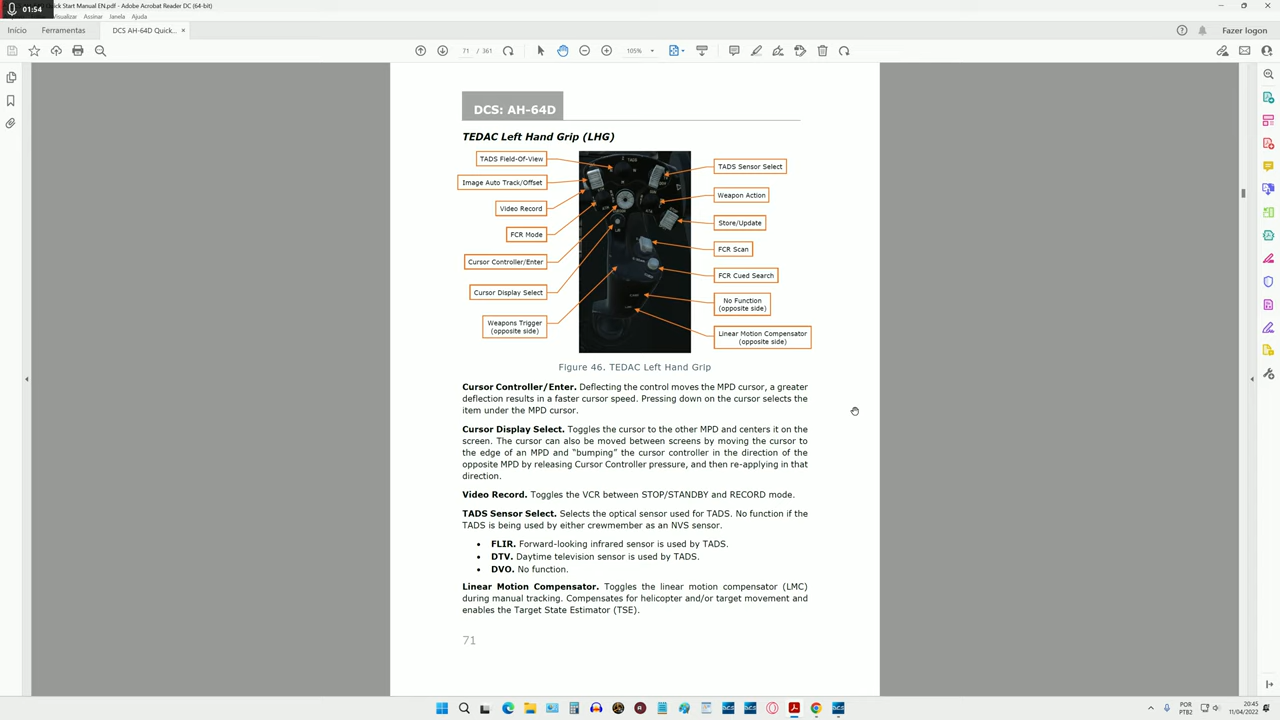 01:54
Quick Start Manual EN.pdf - Adobe Acrobat Reader DC (64-bit)
Visualizar Assinar Janela Ajuda
Início Ferramentas DCS AH-64D Quick... ×
71 / 361 105%
Fazer logon
DCS: AH-64D
TEDAC Left Hand Grip (LHG)
TADS Field-Of-View
Image Auto Track/Offset
Video Record
FCR Mode
Cursor Controller/Enter
Cursor Display Select
Weapons Trigger
(opposite side)
TADS Sensor Select
Weapon Action
Store/Update
FCR Scan
FCR Cued Search
No Function
(opposite side)
Linear Motion Compensator
(opposite side)
Figure 46. TEDAC Left Hand Grip
Cursor Controller/Enter. Deflecting the control moves the MPD cursor, a greater
deflection results in a faster cursor speed. Pressing down on the cursor selects the
item under the MPD cursor.
Cursor Display Select. Toggles the cursor to the other MPD and centers it on the
screen. The cursor can also be moved between screens by moving the cursor to
the edge of an MPD and “bumping” the cursor controller in the direction of the
opposite MPD by releasing Cursor Controller pressure, and then re-applying in that
direction.
Video Record. Toggles the VCR between STOP/STANDBY and RECORD mode.
TADS Sensor Select. Selects the optical sensor used for TADS. No function if the
TADS is being used by either crewmember as an NVS sensor.
• FLIR. Forward-looking infrared sensor is used by TADS.
• DTV. Daytime television sensor is used by TADS.
• DVO. No function.
Linear Motion Compensator. Toggles the linear motion compensator (LMC)
during manual tracking. Compensates for helicopter and/or target movement and
enables the Target State Estimator (TSE).
71
POR
PTB2
20:45
11/04/2022